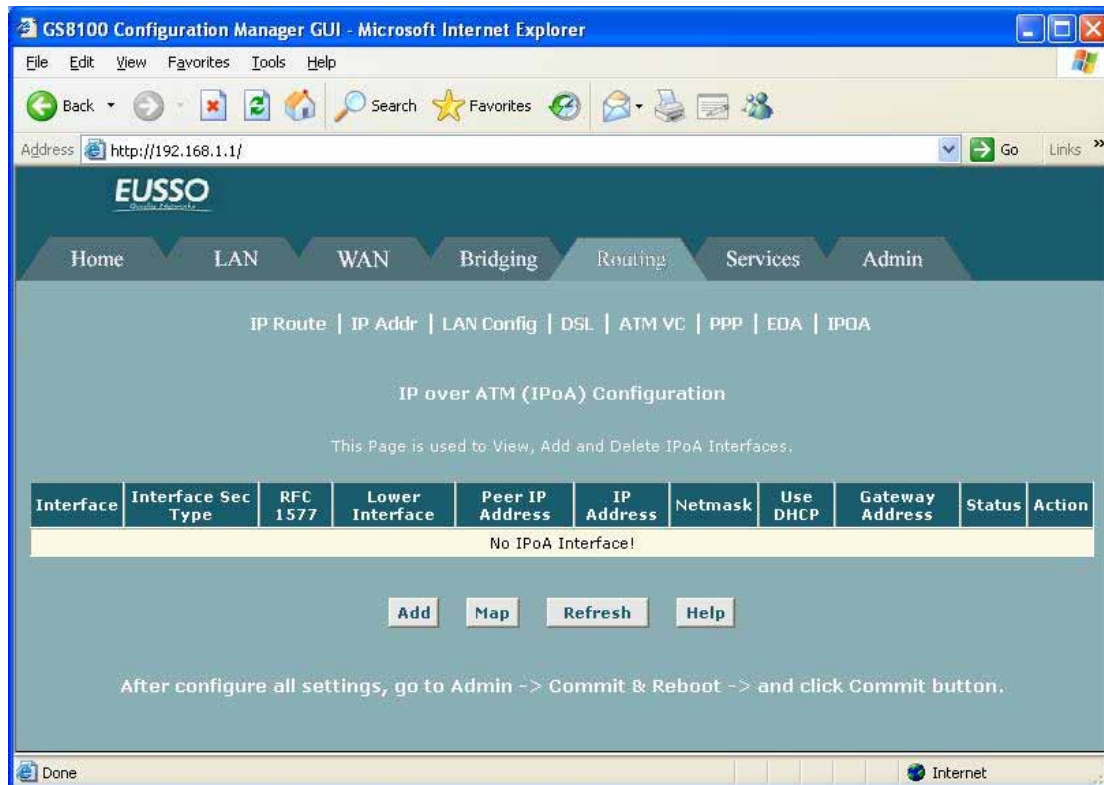 GS8100 Configuration Manager GUI - Microsoft Internet Explorer
File Edit View Favorites Tools Help
Back Search Favorites
Address http://192.168.1.1/ Go Links »
EUSSO
Home LAN WAN Bridging Routing Services Admin
IP Route | IP Addr | LAN Config | DSL | ATM VC | PPP | EOA | IPOA
IP over ATM (IPoA) Configuration
This Page is used to View, Add and Delete IPoA Interfaces.
Interface Interface Sec Type RFC 1577 Lower Interface Peer IP Address IP Address Netmask Use DHCP Gateway Address Status Action
No IPoA Interface!
Add Map Refresh Help
After configure all settings, go to Admin -> Commit & Reboot -> and click Commit button.
Done Internet